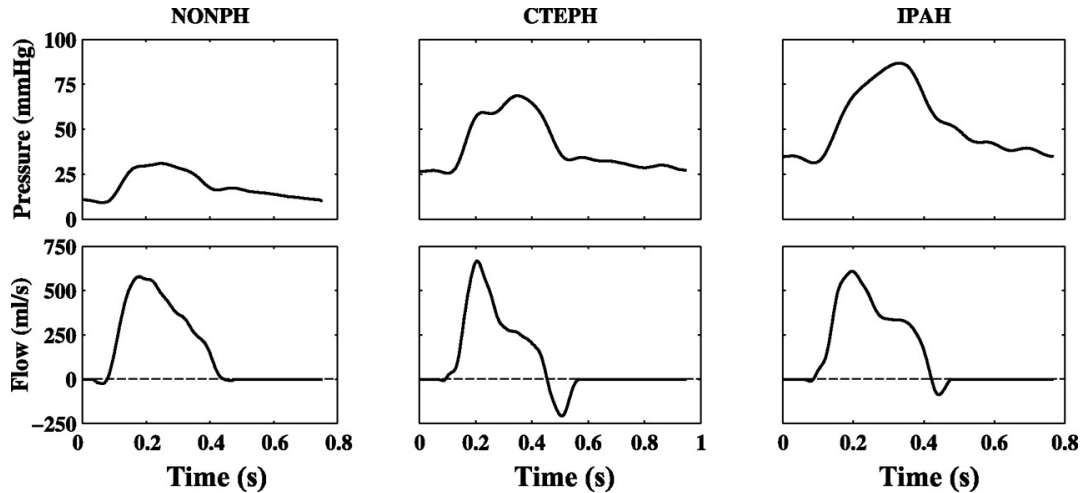 NONPH CTEPH IPAH
Pressure (mmHg)
100
75
50
25
0
Flow (ml/s)
750
500
250
0
−250
0 0.2 0.4 0.6 0.8
0 0.2 0.4 0.6 0.8 1
0 0.2 0.4 0.6 0.8
Time (s) Time (s) Time (s)